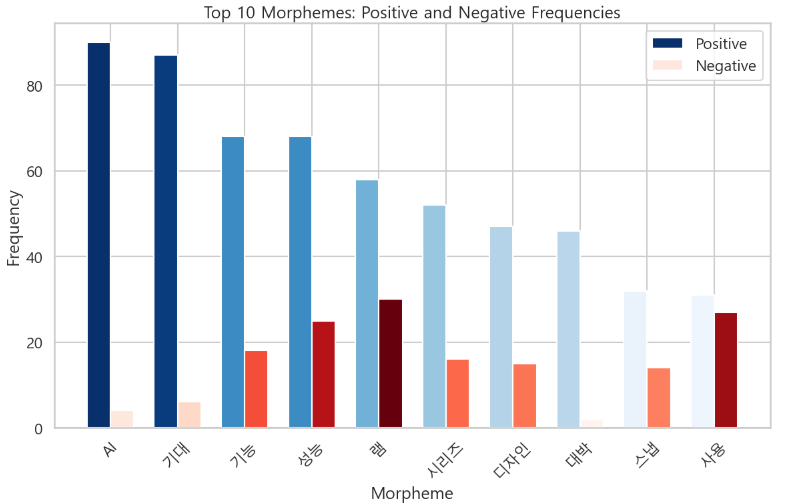 Top 10 Morphemes: Positive and Negative Frequencies
Positive
Negative
Frequency
80
60
40
20
0
AI
기대
기능
성능
램
시리즈
디자인
대박
스냅
사용
Morpheme